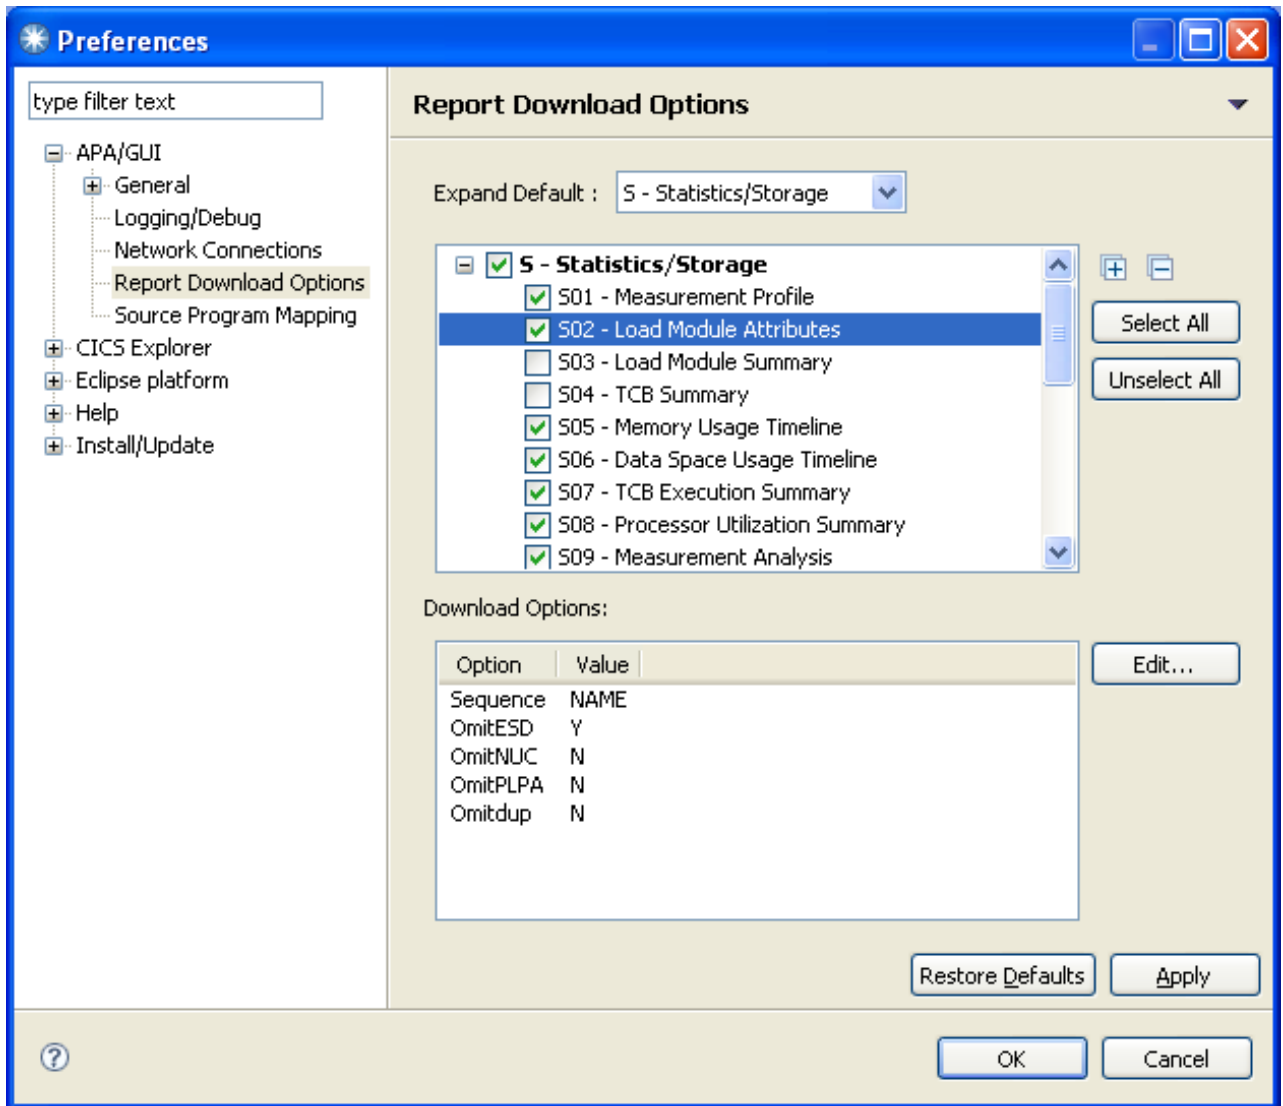 Preferences
type filter text
APA/GUI
General
Logging/Debug
Network Connections
Report Download Options
Source Program Mapping
CICS Explorer
Eclipse platform
Help
Install/Update
Report Download Options
Expand Default : S - Statistics/Storage
S - Statistics/Storage
S01 - Measurement Profile
S02 - Load Module Attributes
S03 - Load Module Summary
S04 - TCB Summary
S05 - Memory Usage Timeline
S06 - Data Space Usage Timeline
S07 - TCB Execution Summary
S08 - Processor Utilization Summary
S09 - Measurement Analysis
Select All
Unselect All
Download Options:
Option Value
Sequence NAME
OmitESD Y
OmitNUC N
OmitPLPA N
Omitdup N
Edit...
Restore Defaults Apply
OK Cancel